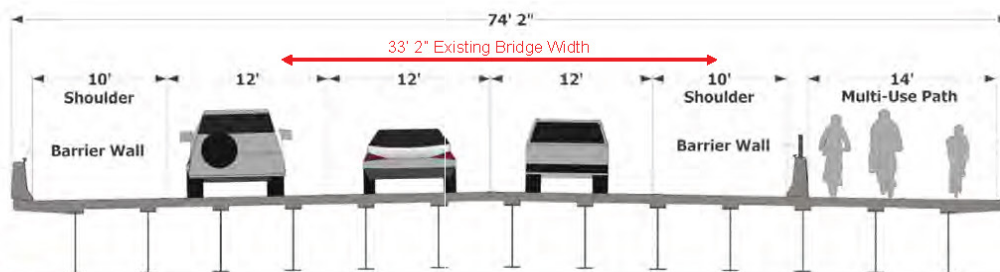 74' 2"
33' 2" Existing Bridge Width
10' 12' 12' 12' 10' 14'
Shoulder Shoulder Multi-Use Path
Barrier Wall Barrier Wall